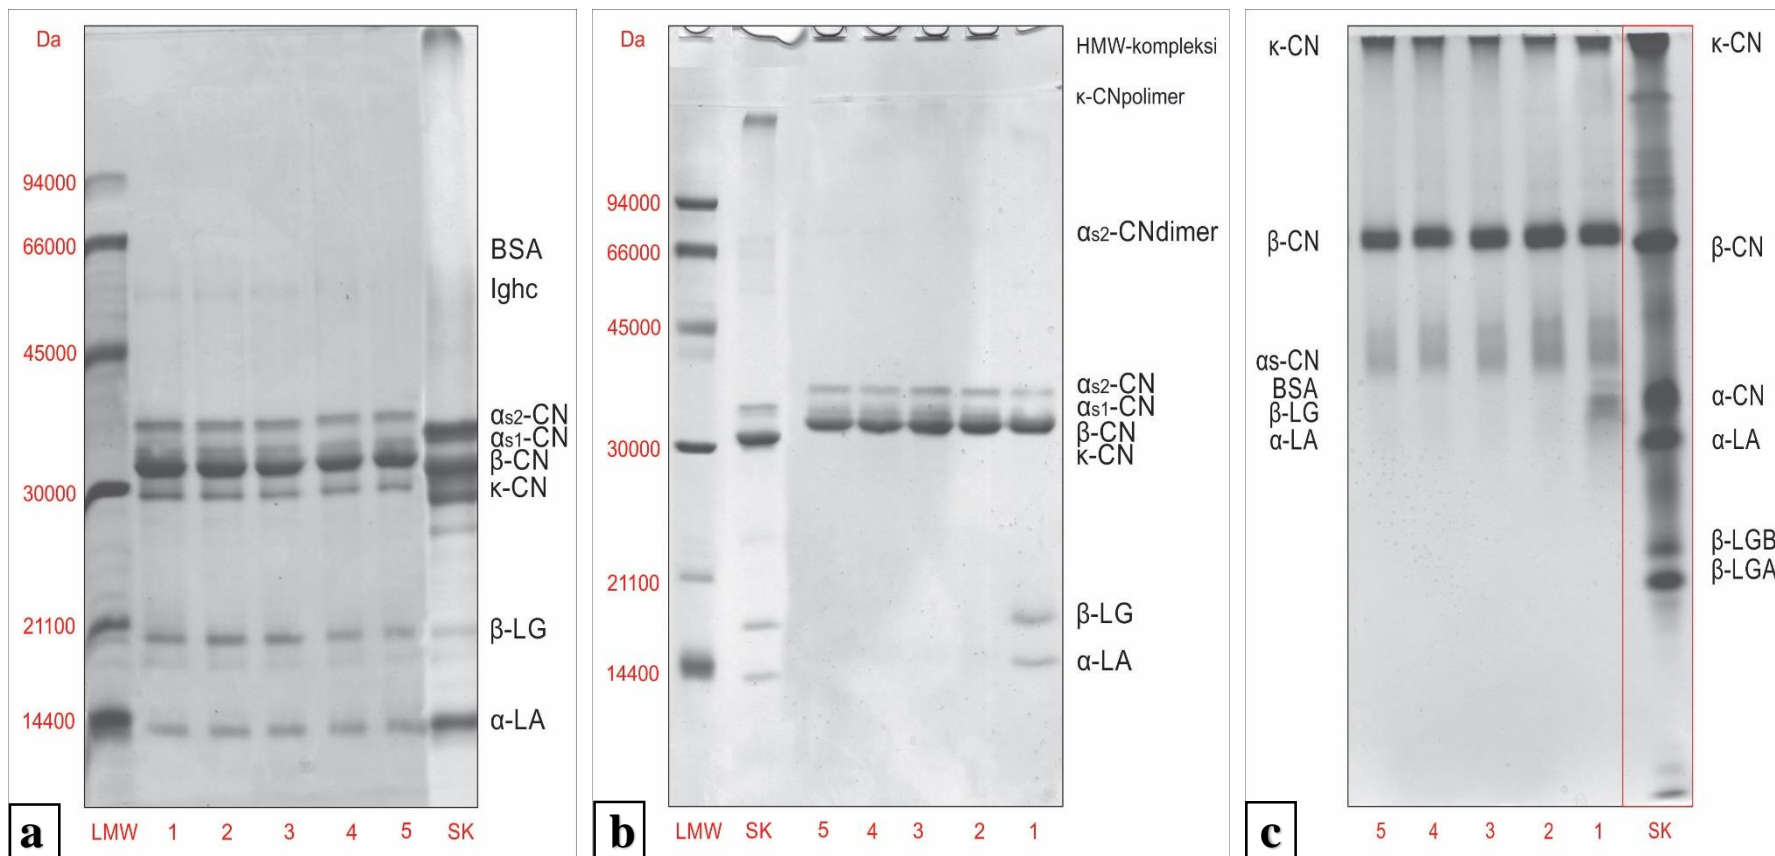 Da
94000
66000
45000
30000
21100
14400
BSA
Ighc
αs2-CN
αs1-CN
β-CN
κ-CN
β-LG
α-LA
a
LMW 1 2 3 4 5 SK
Da
94000
66000
45000
30000
21100
14400
HMW-kompleksi
κ-CNpolimer
αs2-CNdimer
αs2-CN
αs1-CN
β-CN
κ-CN
β-LG
α-LA
b
LMW SK 5 4 3 2 1
κ-CN
β-CN
αs-CN
BSA
β-LG
α-LA
κ-CN
β-CN
α-CN
α-LA
β-LGB
β-LGA
c
5 4 3 2 1 SK